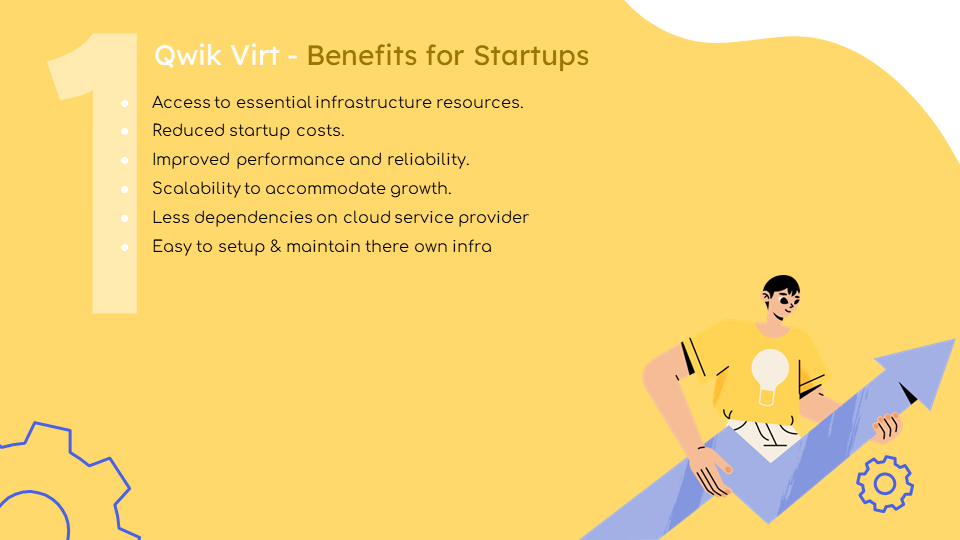 1
Qwik Virt - Benefits for Startups
Access to essential infrastructure resources.
Reduced startup costs.
Improved performance and reliability.
Scalability to accommodate growth.
Less dependencies on cloud service provider
Easy to setup & maintain there own infra